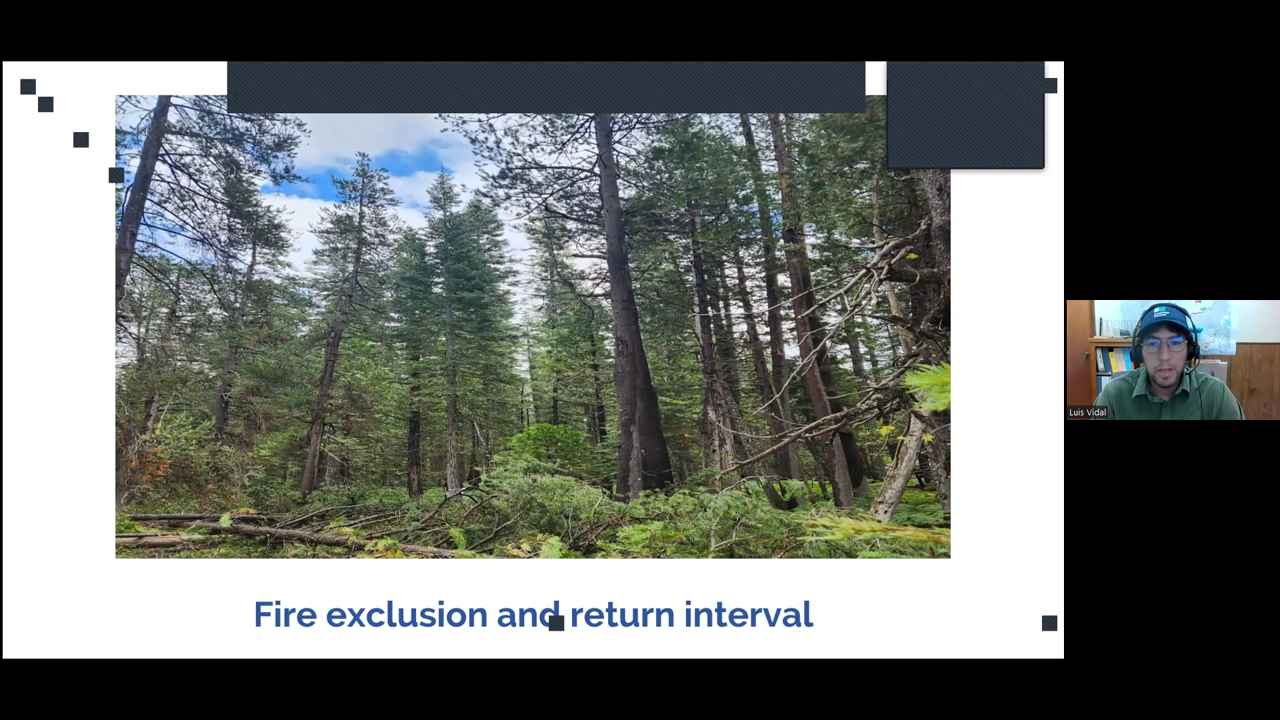 Fire exclusion and return interval
Luis Vidal